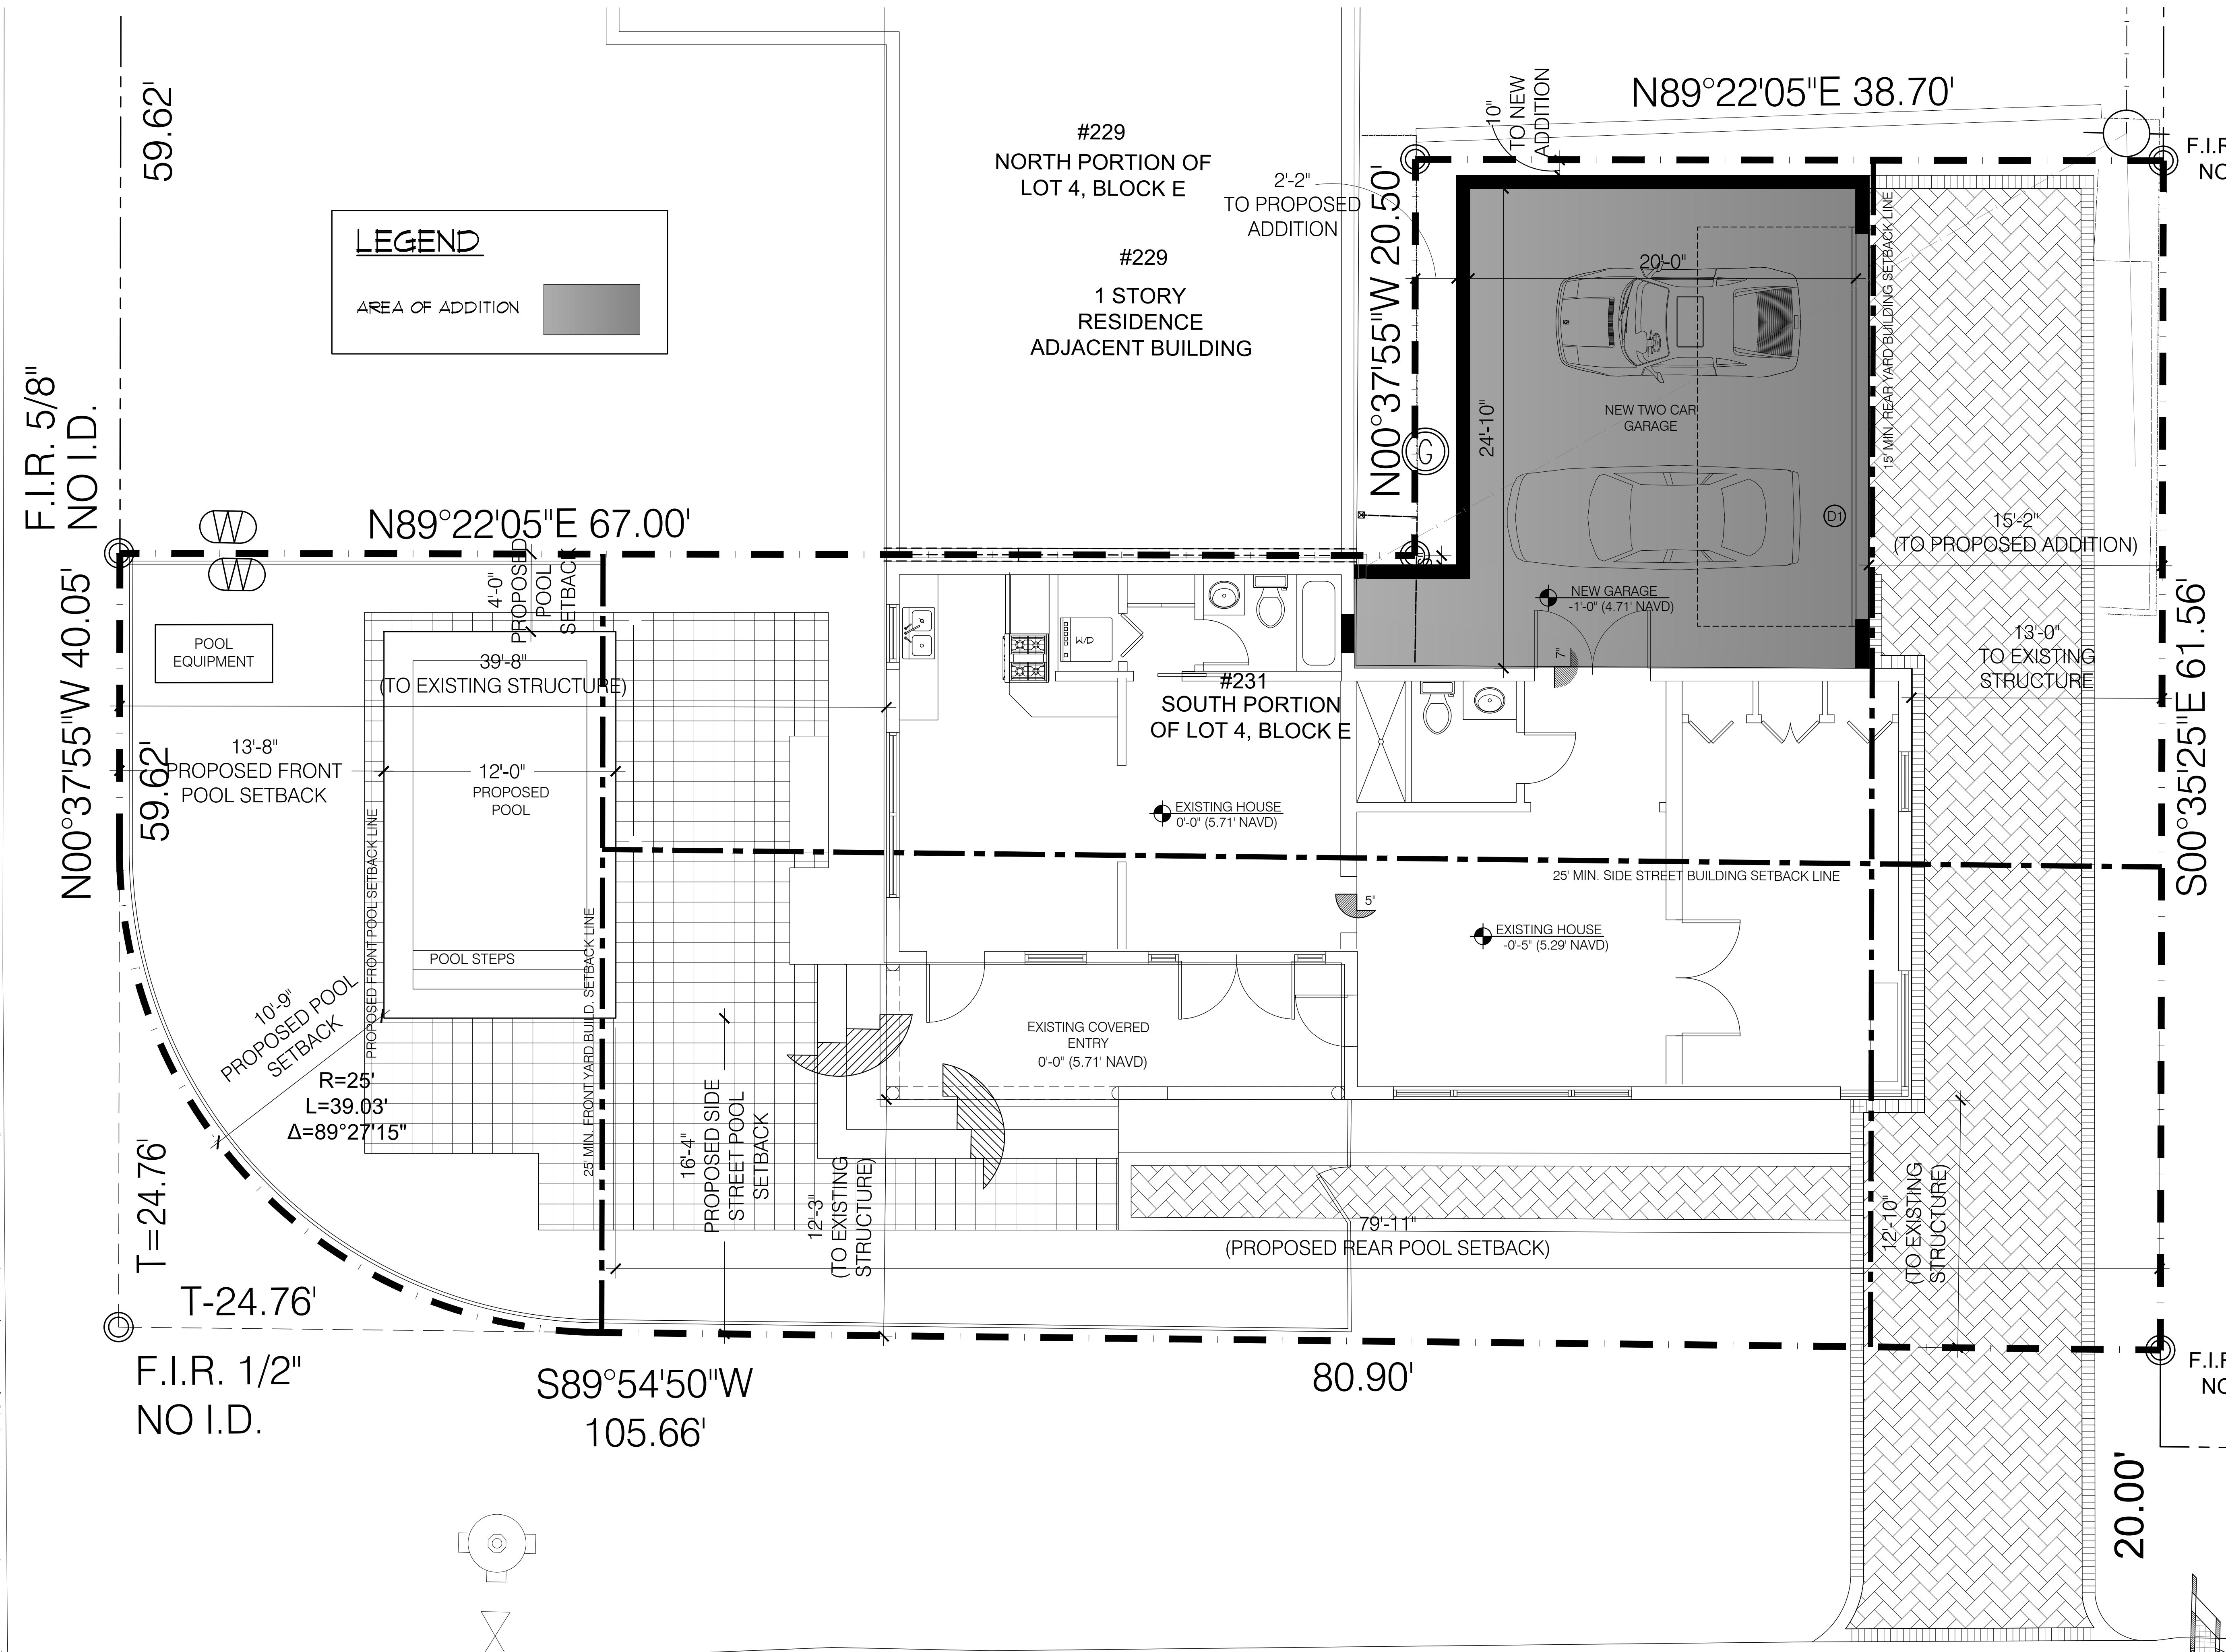 59.62'
N89°22'05"E 38.70'
10"
TO NEW
ADDITION
#229
NORTH PORTION OF
LOT 4, BLOCK E
#229
1 STORY
RESIDENCE
ADJACENT BUILDING
2'-2"
TO PROPOSED
ADDITION
N00°37'55"W 20.50'
LEGEND
AREA OF ADDITION
F.I.R. 5/8"
NO I.D.
F.I.R
NO
20'-0"
24'-10"
NEW TWO CAR
GARAGE
15' MIN. REAR YARD BUILDING SETBACK LINE
G
D1
15'-2"
(TO PROPOSED ADDITION)
NEW GARAGE
-1'-0" (4.71' NAVD)
7"
13'-0"
TO EXISTING
STRUCTURE
S00°35'25"E 61.56'
W
W
N89°22'05"E 67.00'
4'-0"
PROPOSED
POOL
SETBACK
POOL
EQUIPMENT
N00°37'55"W 40.05'
59.62'
39'-8"
(TO EXISTING STRUCTURE)
W/D
#231
SOUTH PORTION
OF LOT 4, BLOCK E
13'-8"
PROPOSED FRONT
POOL SETBACK
12'-0"
PROPOSED
POOL
EXISTING HOUSE
0'-0" (5.71' NAVD)
25' MIN. SIDE STREET BUILDING SETBACK LINE
5"
EXISTING HOUSE
-0'-5" (5.29' NAVD)
PROPOSED FRONT POOL SETBACK LINE
POOL STEPS
25' MIN. FRONT YARD BUILD. SETBACK LINE
10'-9"
PROPOSED POOL
SETBACK
R=25'
L=39.03'
Δ=89°27'15"
EXISTING COVERED
ENTRY
0'-0" (5.71' NAVD)
16'-4"
PROPOSED SIDE
STREET POOL
SETBACK
12'-3"
(TO EXISTING
STRUCTURE)
79'-11"
(PROPOSED REAR POOL SETBACK)
12'-10"
(TO EXISTING
STRUCTURE)
T=24.76'
T-24.76'
F.I.R. 1/2"
NO I.D.
S89°54'50"W
105.66'
80.90'
F.I.F
NO
20.00'